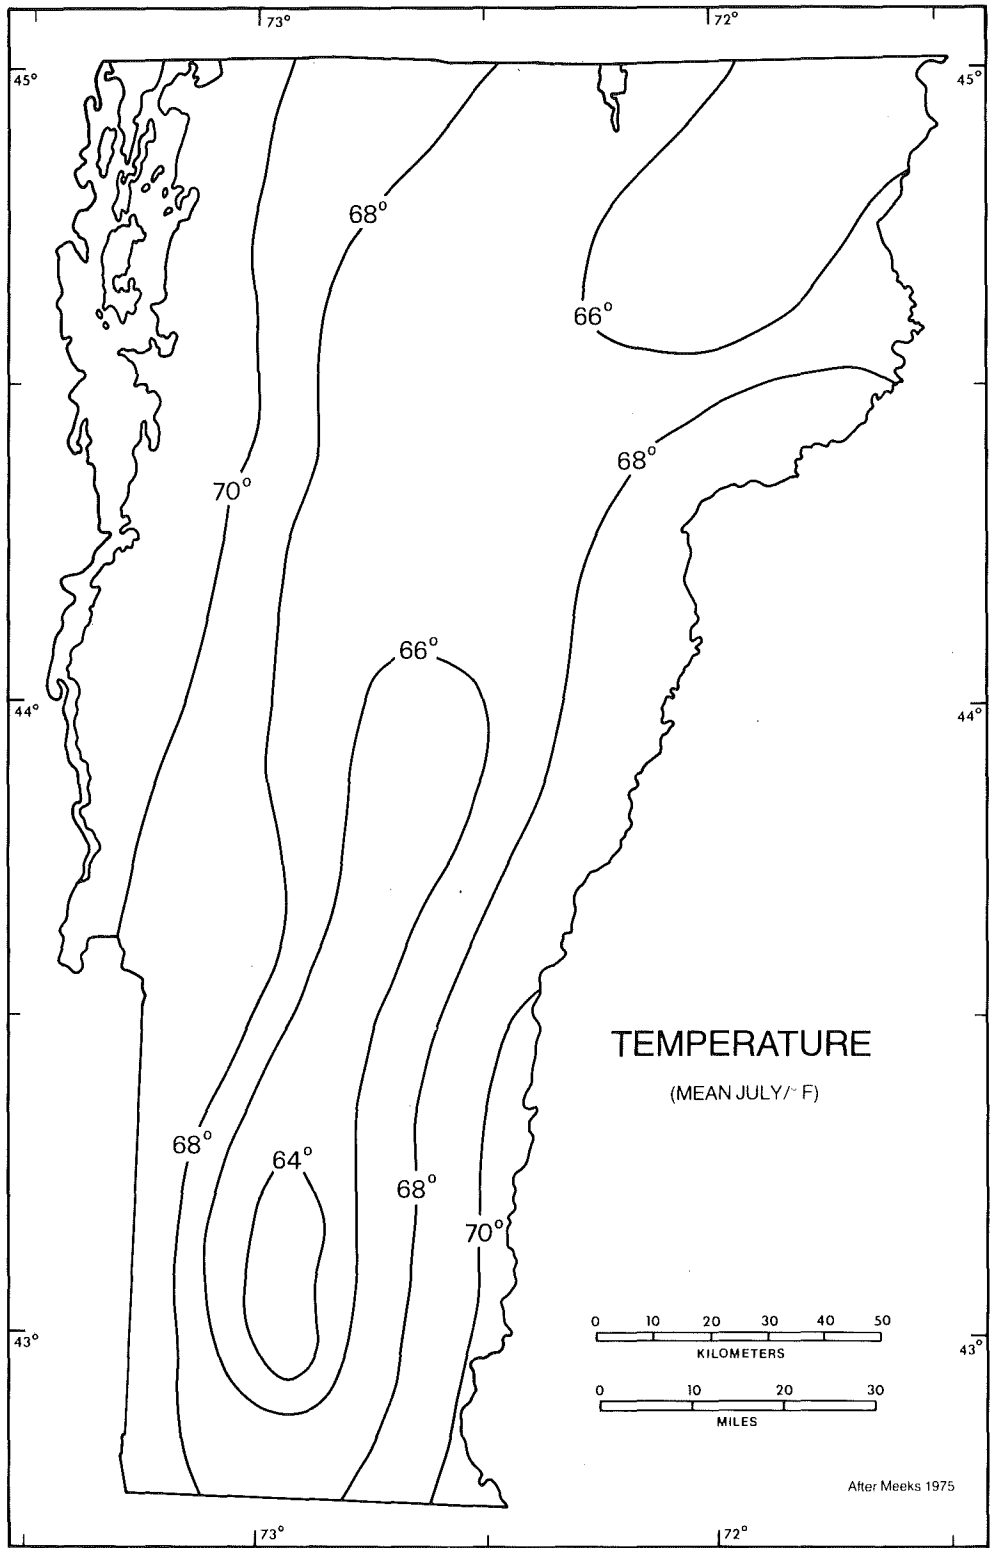 73° 72°
45° 45°
68°
66°
68°
70°
66°
44° 44°
TEMPERATURE
(MEAN JULY/° F)
68°
64°
68°
70°
0 10 20 30 40 50
KILOMETERS
43° 43°
0 10 20 30
MILES
After Meeks 1975
73° 72°